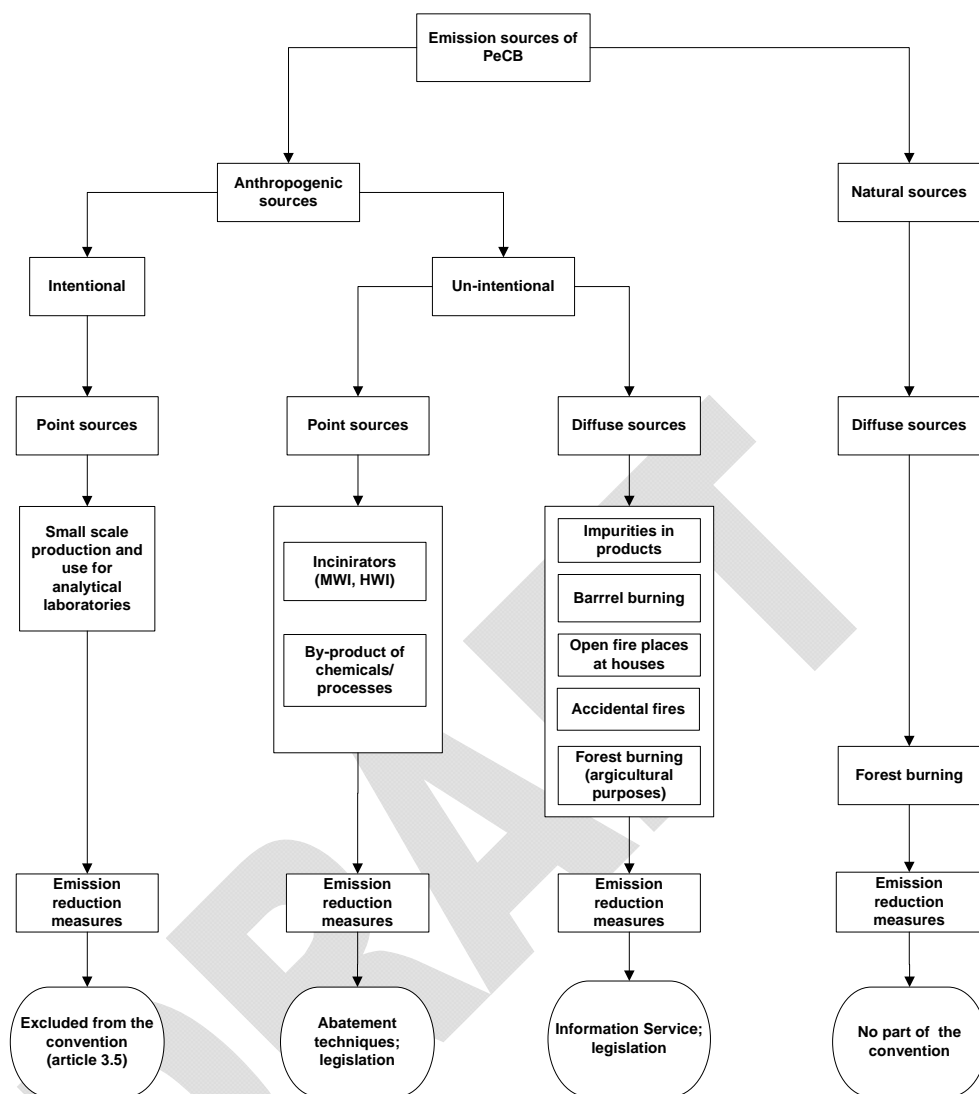 Emission sources of
PeCB
Anthropogenic
sources
Natural sources
Intentional
Un-intentional
Point sources
Point sources
Diffuse sources
Diffuse sources
Small scale
production and
use for
analytical
laboratories
Incinirators
(MWI, HWI)
By-product of
chemicals/
processes
Impurities in
products
Barrrel burning
Open fire places
at houses
Accidental fires
Forest burning
(argicultural
purposes)
Forest burning
Emission
reduction
measures
Emission
reduction
measures
Emission
reduction
measures
Emission
reduction
measures
Excluded from the
convention
(article 3.5)
Abatement
techniques;
legislation
Information Service;
legislation
No part of the
convention
DRAFT